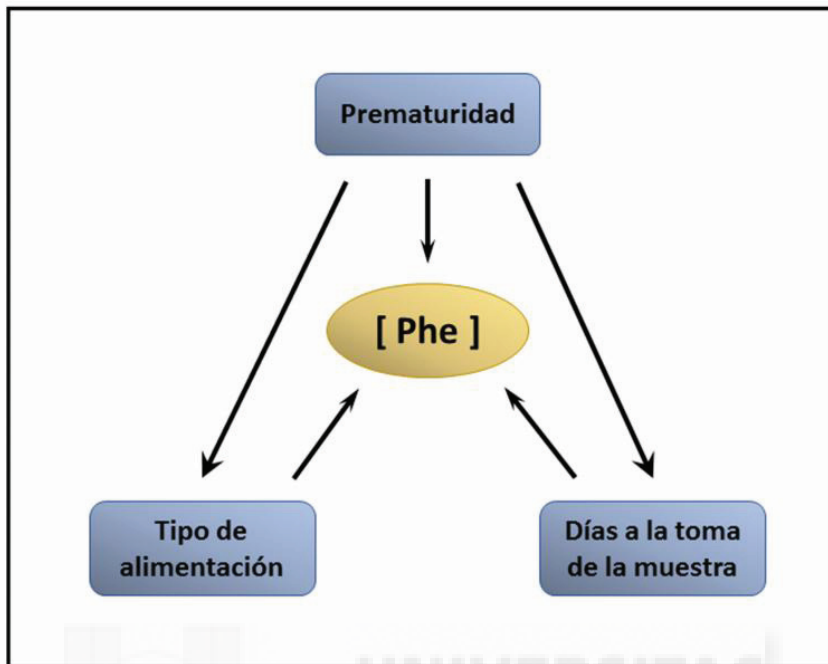 Prematuridad
[ Phe ]
Tipo de
alimentación
Días a la toma
de la muestra